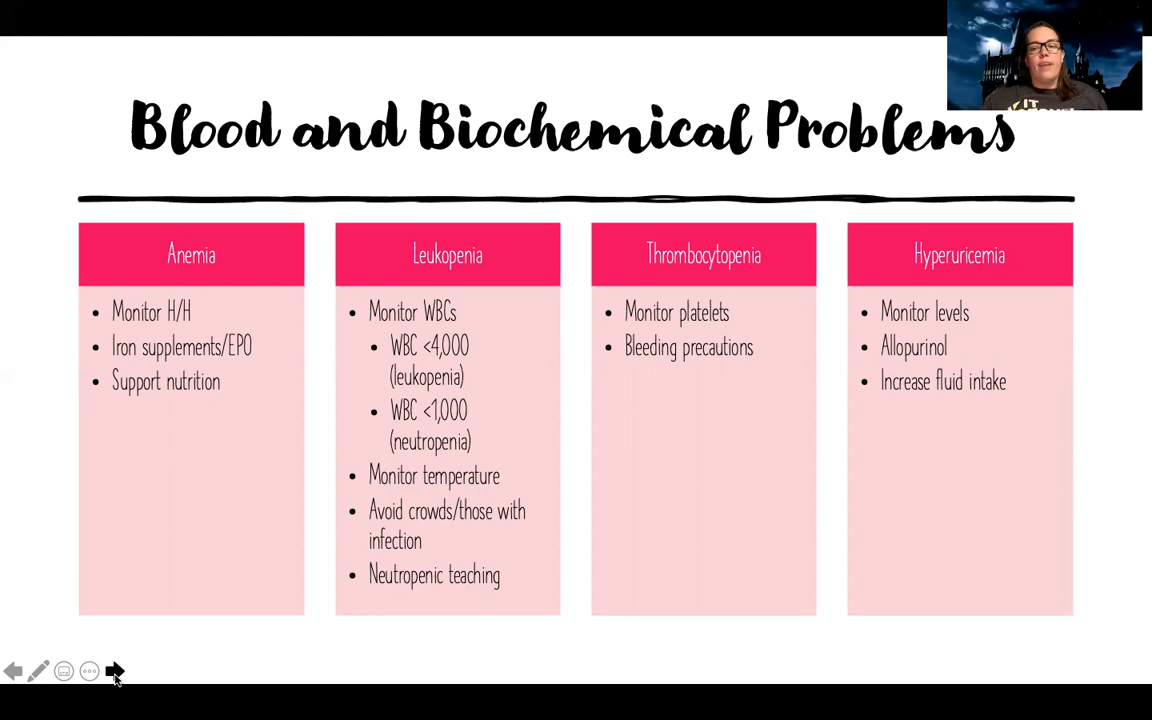 Blood and Biochemical Problems
Anemia
• Monitor H/H
• Iron supplements/EPO
• Support nutrition
Leukopenia
• Monitor WBCs
• WBC <4,000
(leukopenia)
• WBC <1,000
(neutropenia)
• Monitor temperature
• Avoid crowds/those with
infection
• Neutropenic teaching
Thrombocytopenia
• Monitor platelets
• Bleeding precautions
Hyperuricemia
• Monitor levels
• Allopurinol
• Increase fluid intake